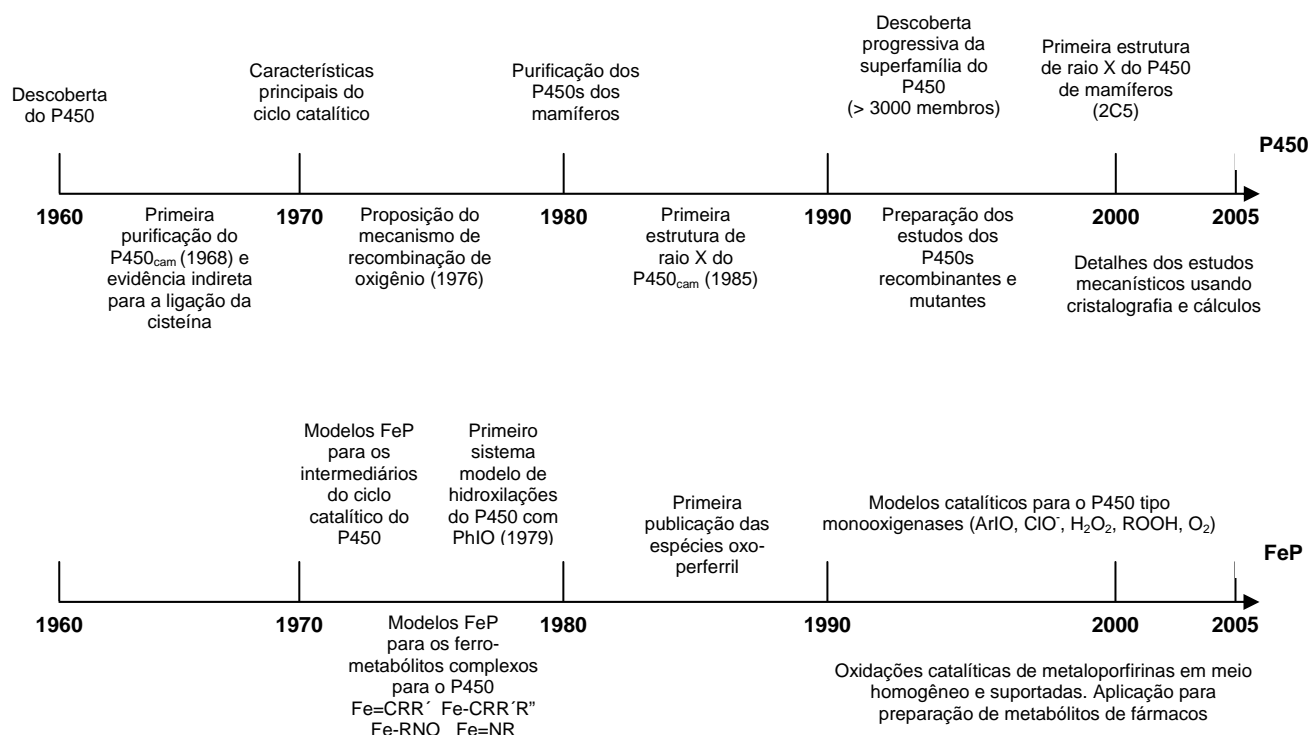 Descoberta
do P450
Características
principais do
ciclo catalítico
Purificação dos
P450s dos
mamíferos
Descoberta
progressiva da
superfamília do
P450
(> 3000 membros)
Primeira estrutura
de raio X do P450
de mamíferos
(2C5)
P450
1960
1970
1980
1990
2000
2005
Primeira
purificação do
P450cam (1968) e
evidência indireta
para a ligação da
cisteína
Proposição do
mecanismo de
recombinação de
oxigênio (1976)
Primeira
estrutura de
raio X do
P450cam (1985)
Preparação dos
estudos dos
P450s
recombinantes e
mutantes
Detalhes dos estudos
mecanísticos usando
cristalografia e cálculos
Modelos FeP
para os
intermediários
do ciclo
catalítico do
P450
Primeiro
sistema
modelo de
hidroxilações
do P450 com
PhIO (1979)
Primeira
publicação das
espécies oxo-
perferril
Modelos catalíticos para o P450 tipo
monooxigenases (ArIO, ClO⁻, H₂O₂, ROOH, O₂)
FeP
1960
1970
1980
1990
2000
2005
Modelos FeP
para os ferro-
metabólitos complexos
para o P450
Fe=CRR´ Fe-CRR´R”
Fe-RNO Fe=NR
Oxidações catalíticas de metaloporfirinas em meio
homogêneo e suportadas. Aplicação para
preparação de metabólitos de fármacos